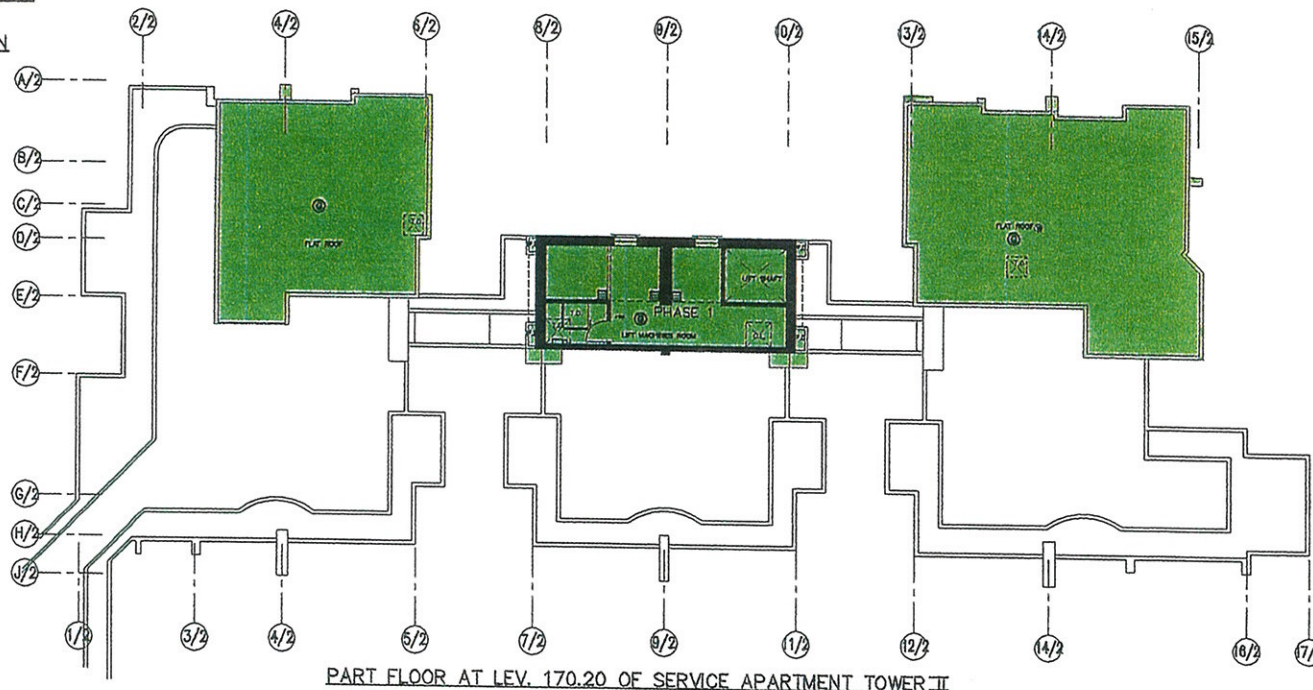 N
2/2
4/2
6/2
8/2
9/2
10/2
13/2
14/2
15/2
A/2
B/2
C/2
D/2
E/2
F/2
G/2
H/2
J/2
FLAT ROOF
FLAT ROOF
LIFT SHAFT
PHASE 1
LIFT MACHINES ROOM
1/2
3/2
4/2
5/2
7/2
9/2
11/2
12/2
14/2
16/2
PART FLOOR AT LEV. 170.20 OF SERVICE APARTMENT TOWER II